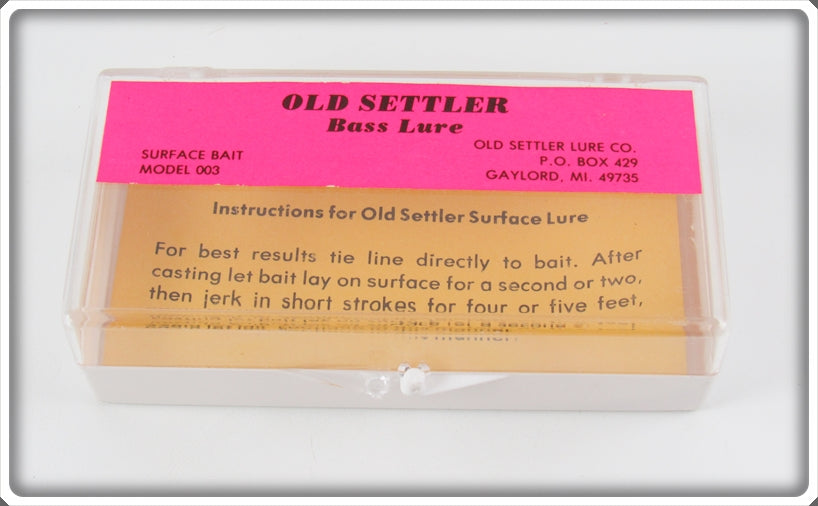 OLD SETTLER
Bass Lure
SURFACE BAIT
MODEL 003
OLD SETTLER LURE CO.
P.O. BOX 429
GAYLORD, MI. 49735
Instructions for Old Settler Surface Lure
For best results tie line directly to bait. After
casting let bait lay on surface for a second or two,
then jerk in short strokes for four or five feet,
manner.